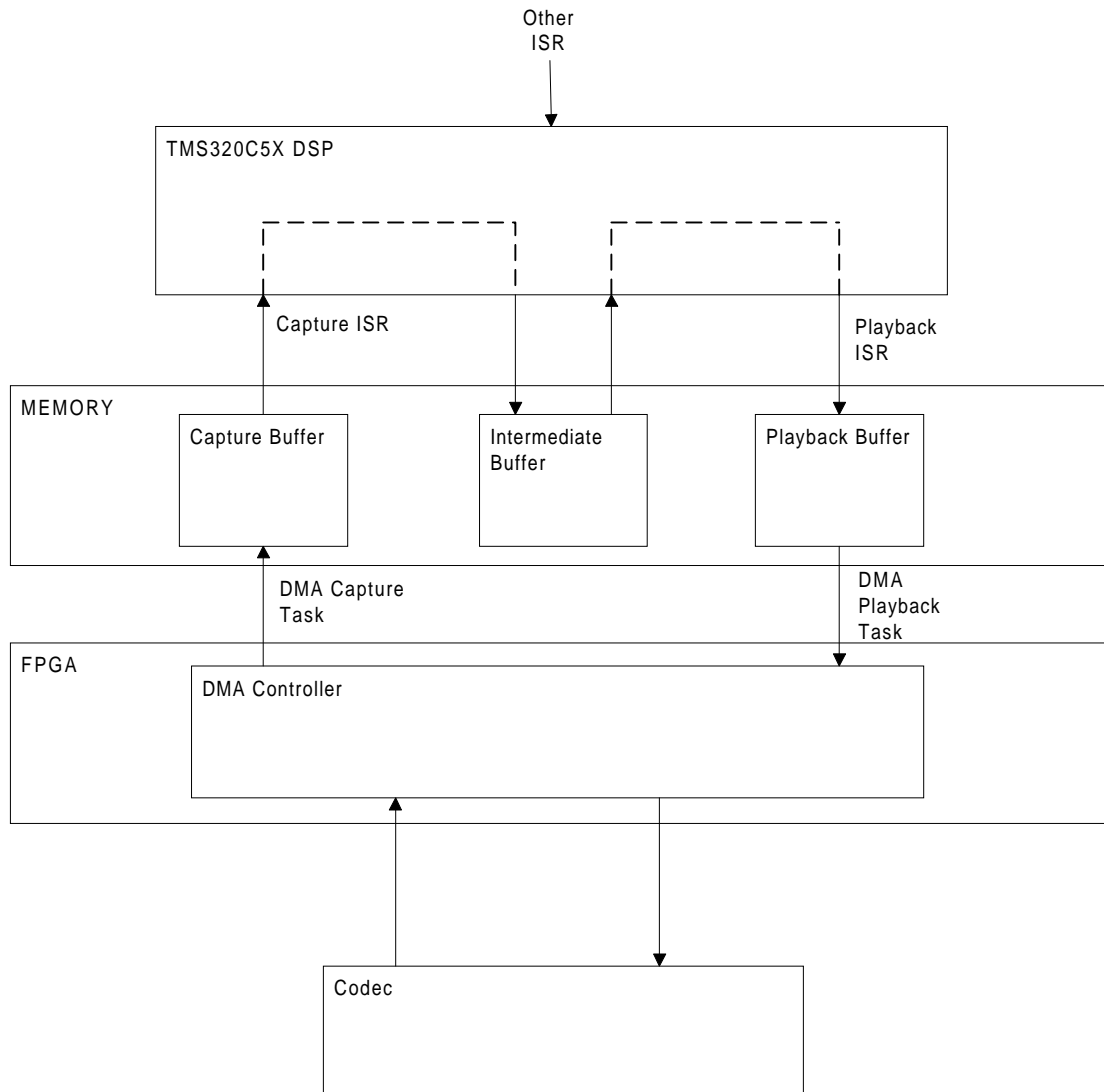 Other
ISR
TMS320C5X DSP
Capture ISR
Playback
ISR
MEMORY
Capture Buffer
Intermediate
Buffer
Playback Buffer
DMA Capture
Task
DMA
Playback
Task
FPGA
DMA Controller
Codec